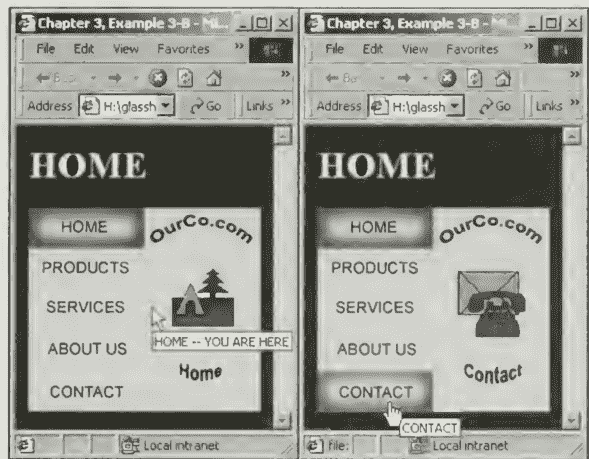 Chapter 3, Example 3-8 - Mi...
File Edit View Favorites »
»
Address H:\glassh Go Links »
HOME
HOME
PRODUCTS
SERVICES
ABOUT US
CONTACT
OurCo.com
HOME -- YOU ARE HERE
Home
Local intranet
Chapter 3, Example 3-8 - Mi...
File Edit View Favorites »
»
Address H:\glassh Go Links »
HOME
HOME
PRODUCTS
SERVICES
ABOUT US
CONTACT
OurCo.com
Contact
CONTACT
file: Local intranet